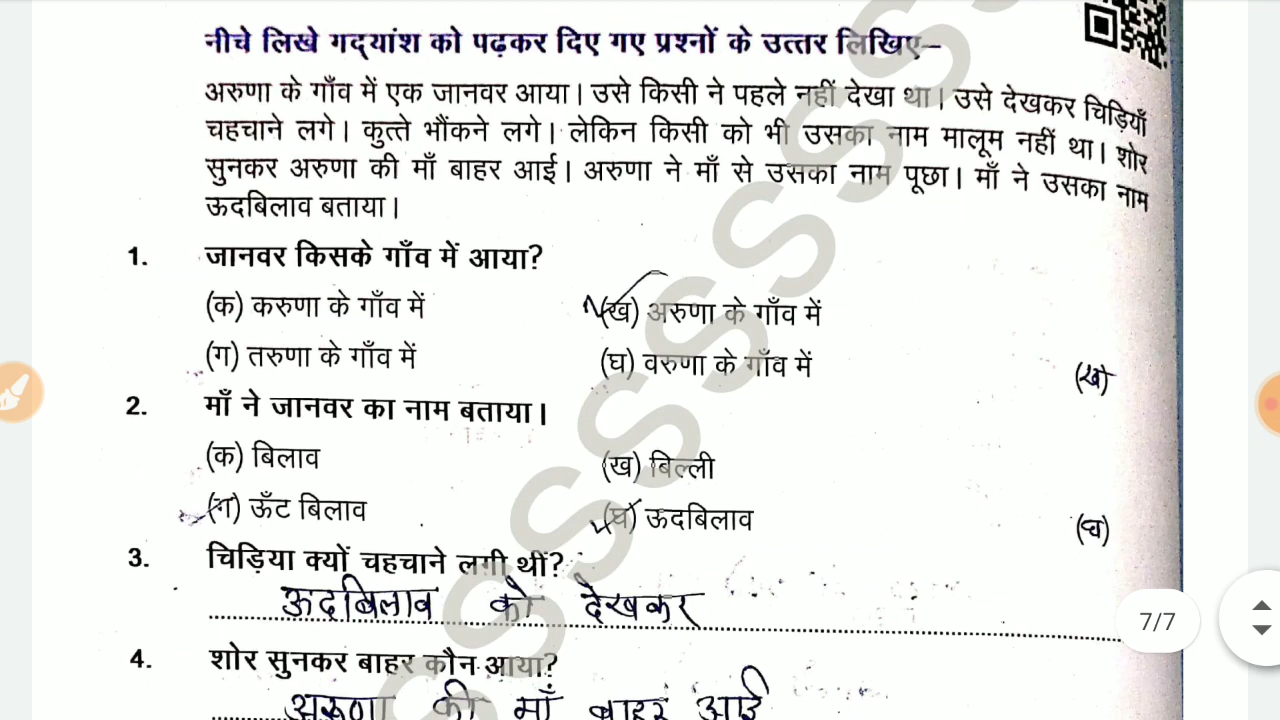 नीचे लिखे गद्यांश को पढ़कर दिए गए प्रश्नों के उत्तर लिखिए–
अरुणा के गाँव में एक जानवर आया। उसे किसी ने पहले नहीं देखा था। उसे देखकर चिड़ियाँ
चहचाने लगे। कुत्ते भौंकने लगे। लेकिन किसी को भी उसका नाम मालूम नहीं था। शोर
सुनकर अरुणा की माँ बाहर आई। अरुणा ने माँ से उसका नाम पूछा। माँ ने उसका नाम
ऊदबिलाव बताया।
1. जानवर किसके गाँव में आया?
(क) करुणा के गाँव में (ख) अरुणा के गाँव में
(ग) तरुणा के गाँव में (घ) वरुणा के गाँव में (ख)
2. माँ ने जानवर का नाम बताया।
(क) बिलाव (ख) बिल्ली
(ग) ऊँट बिलाव (घ) ऊदबिलाव (घ)
3. चिड़िया क्यों चहचाने लगी थीं?
ऊदबिलाव को देखकर
7/7
4. शोर सुनकर बाहर कौन आया?
अरूणा की माँ बाहर आई
SSSSSSS